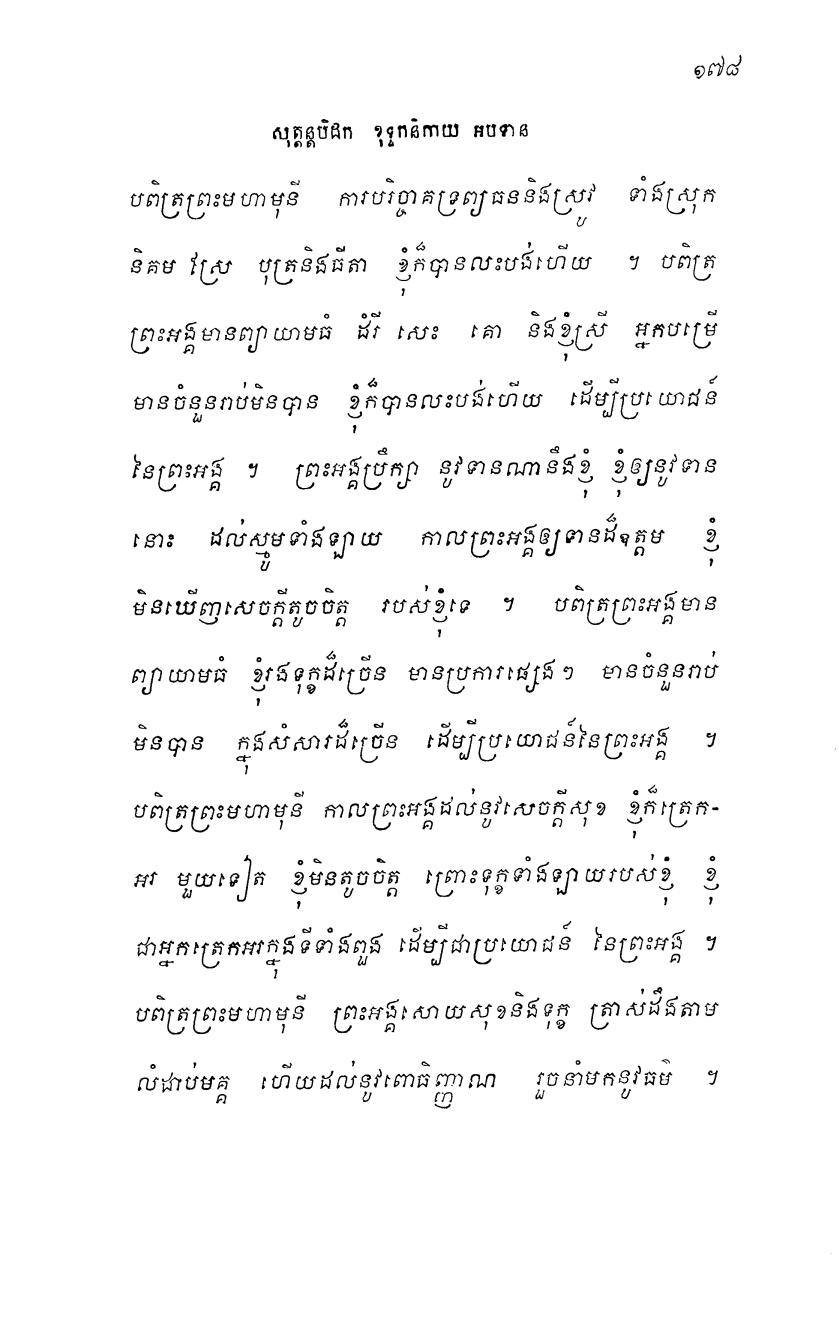 ១៧៨
សុត្តន្តបិដក ខុទ្ទកនិកាយ អបទាន
បពិត្រព្រះមហាមុនី ការបរិច្ចាគទ្រព្យធននិងស្រូវ ទាំងស្រុក
និគម ស្រែ បុត្រនិងធីតា ខ្ញុំក៏បានលះបង់ហើយ ។ បពិត្រ
ព្រះអង្គមានព្យាយាមធំ ដំរី សេះ គោ និងខ្ញុំស្រី អ្នកបម្រើ
មានចំនួនរាប់មិនបាន ខ្ញុំក៏បានលះបង់ហើយ ដើម្បីប្រយោជន៍
នៃព្រះអង្គ ។ ព្រះអង្គប្រឹក្សា នូវទានណានឹងខ្ញុំ ខ្ញុំឲ្យនូវទាន
នោះ ដល់ស្មូមទាំងឡាយ កាលព្រះអង្គឲ្យទានដ៏ឧត្តម ខ្ញុំ
មិនឃើញសេចក្តីតូចចិត្ត របស់ខ្ញុំទេ ។ បពិត្រព្រះអង្គមាន
ព្យាយាមធំ ខ្ញុំរងទុក្ខដ៏ច្រើន មានប្រការផ្សេងៗ មានចំនួនរាប់
មិនបាន ក្នុងសំសារដ៏ច្រើន ដើម្បីប្រយោជន៍នៃព្រះអង្គ ។
បពិត្រព្រះមហាមុនី កាលព្រះអង្គដល់នូវសេចក្តីសុខ ខ្ញុំក៏ត្រេក-
អរ មួយទៀត ខ្ញុំមិនតូចចិត្ត ព្រោះទុក្ខទាំងឡាយរបស់ខ្ញុំ ខ្ញុំ
ជាអ្នកត្រេកអរក្នុងទីទាំងពួង ដើម្បីជាប្រយោជន៍ នៃព្រះអង្គ ។
បពិត្រព្រះមហាមុនី ព្រះអង្គសោយសុខនិងទុក្ខ ត្រាស់ដឹងតាម
លំដាប់មគ្គ ហើយដល់នូវពោធិញ្ញាណ រួចនាំមកនូវធម៌ ។